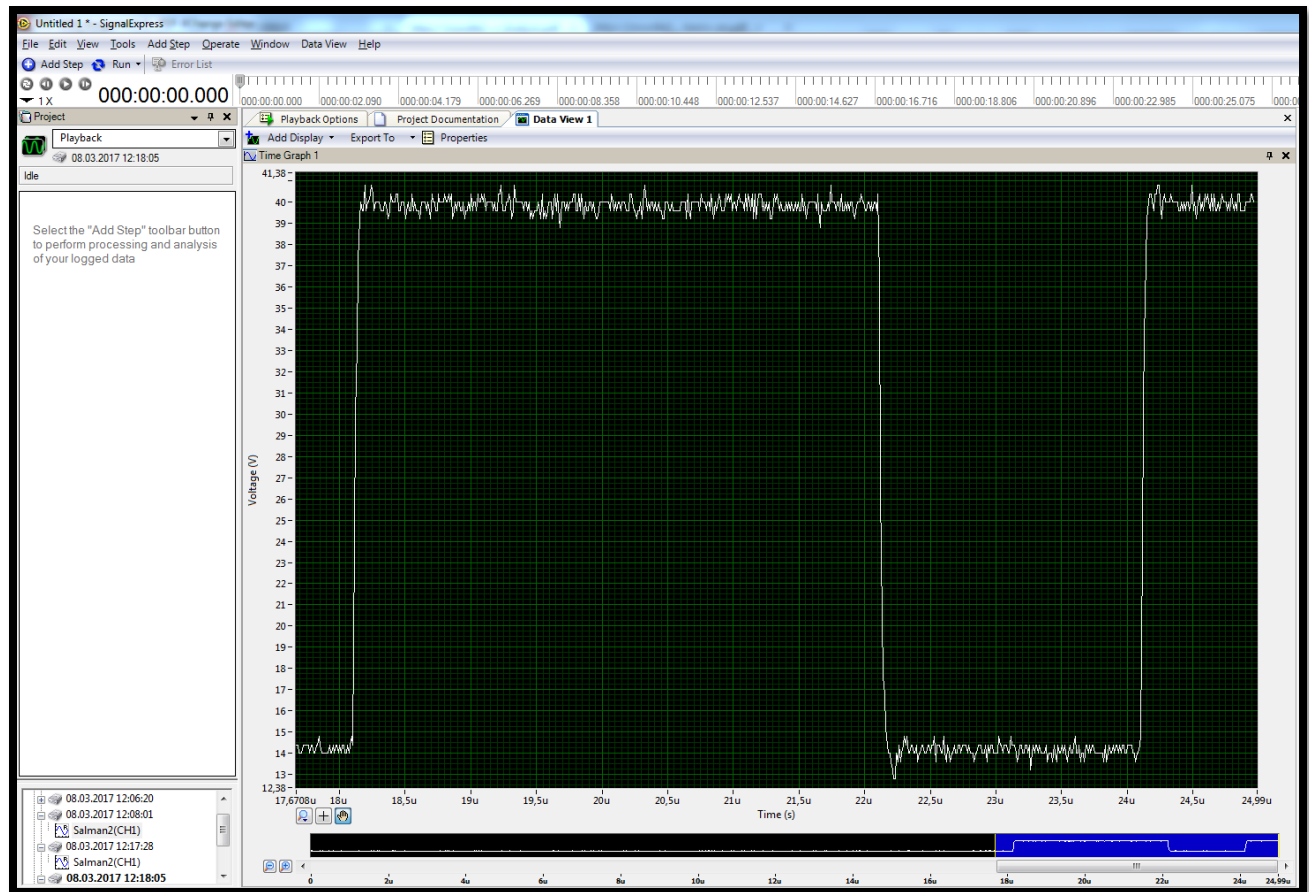 Untitled 1 * - SignalExpress
File Edit View Tools Add Step Operate Window Data View Help
Add Step Run Error List
1X 000:00:00.000
000:00:00.000 000:00:02.090 000:00:04.179 000:00:06.269 000:00:08.358 000:00:10.448 000:00:12.537 000:00:14.627 000:00:16.716 000:00:18.806 000:00:20.896 000:00:22.985 000:00:25.075
Project
Playback
08.03.2017 12:18:05
Idle
Select the "Add Step" toolbar button
to perform processing and analysis
of your logged data
08.03.2017 12:06:20
08.03.2017 12:08:01
Salman2(CH1)
08.03.2017 12:17:28
Salman2(CH1)
08.03.2017 12:18:05
Playback Options Project Documentation Data View 1
Add Display Export To Properties
Time Graph 1
Voltage (V)
41,38
40
39
38
37
36
35
34
33
32
31
30
29
28
27
26
25
24
23
22
21
20
19
18
17
16
15
14
13
12,38
17,6708u 18u 18,5u 19u 19,5u 20u 20,5u 21u 21,5u 22u 22,5u 23u 23,5u 24u 24,5u 24,99u
Time (s)
0 2u 4u 6u 8u 10u 12u 14u 16u 18u 20u 22u 24u 24,99u